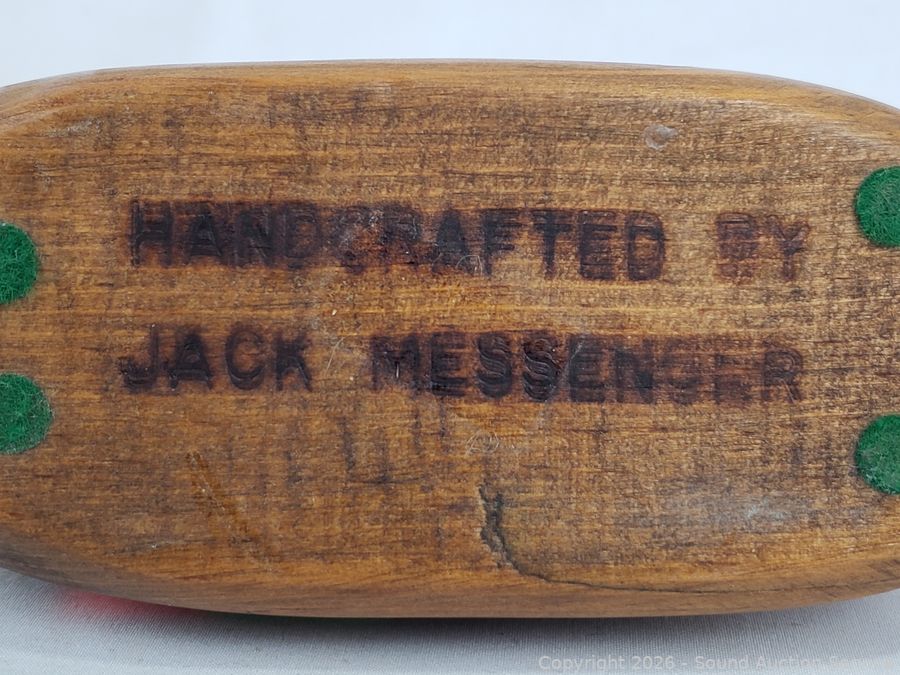 HANDCRAFTED BY
JACK MESSENGER
Copyright 2026 - Sound Auction Service